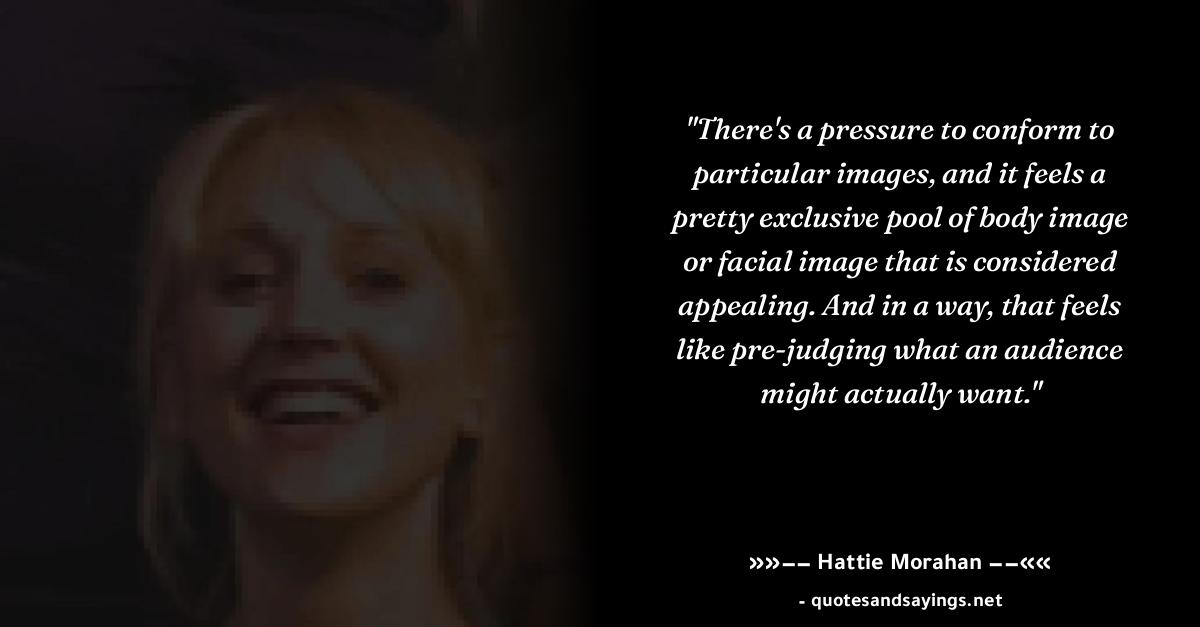 "There's a pressure to conform to
particular images, and it feels a
pretty exclusive pool of body image
or facial image that is considered
appealing. And in a way, that feels
like pre-judging what an audience
might actually want."
»»−− Hattie Morahan −−««
- quotesandsayings.net